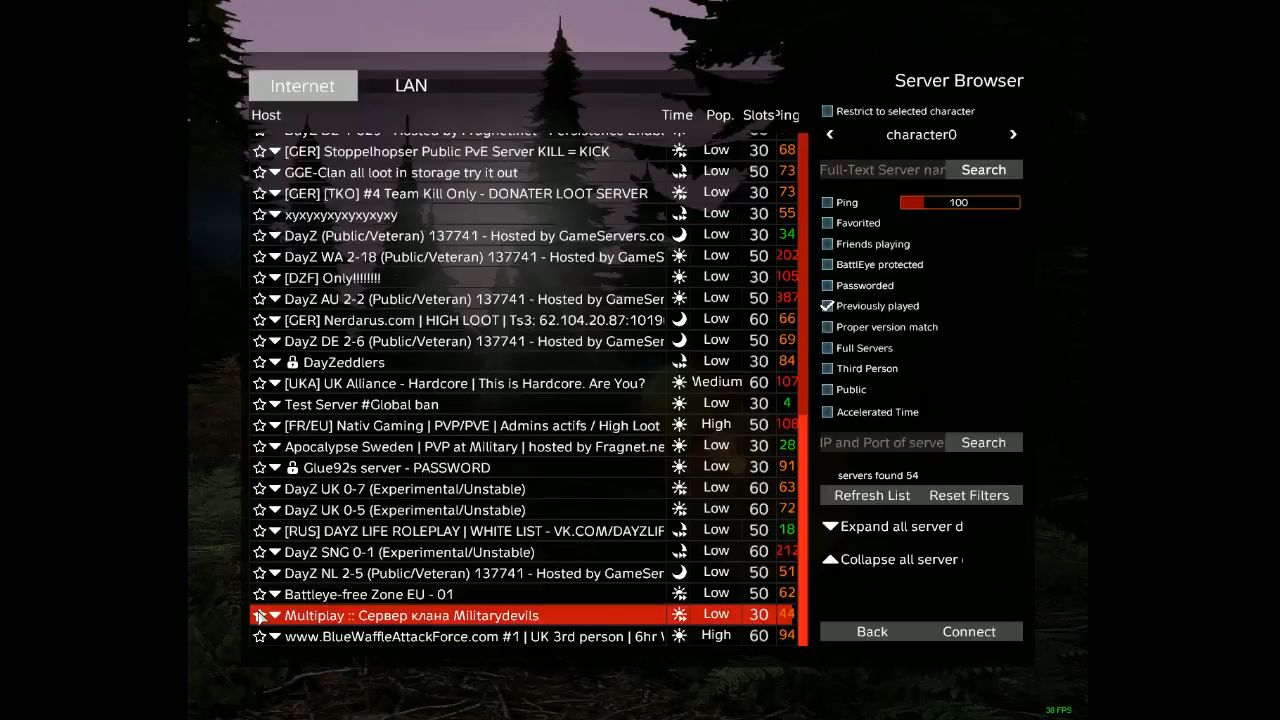 Internet LAN Server Browser
Host Time Pop. Slots Ping
Restrict to selected character
character0
[GER] Stoppelhopser Public PvE Server KILL = KICK Low 30 68
GGE-Clan all loot in storage try it out Low 50 73
Full-Text Server nar Search
[GER] [TKO] #4 Team Kill Only - DONATER LOOT SERVER Low 30 73
xyxyxyxyxyxyxyxy Low 30 55
Ping 100
Favorited
DayZ (Public/Veteran) 137741 - Hosted by GameServers.co Low 50 34
Friends playing
DayZ WA 2-18 (Public/Veteran) 137741 - Hosted by GameS Low 50 202
BattlEye protected
[DZF] Only!!!!!!!! Low 30 105
Passworded
DayZ AU 2-2 (Public/Veteran) 137741 - Hosted by GameSer Low 50 387
Previously played
[GER] Nerdarus.com | HIGH LOOT | Ts3: 62.104.20.87:1019 Low 60 66
Proper version match
DayZ DE 2-6 (Public/Veteran) 137741 - Hosted by GameSer Low 50 69
Full Servers
DayZeddlers Low 30 84
Third Person
[UKA] UK Alliance - Hardcore | This is Hardcore. Are You? Medium 60 107
Public
Test Server #Global ban Low 30 4
Accelerated Time
[FR/EU] Nativ Gaming | PVP/PVE | Admins actifs / High Loot High 50 108
Apocalypse Sweden | PVP at Military | hosted by Fragnet.ne Low 30 28
IP and Port of serve Search
Glue92s server - PASSWORD Low 30 91
servers found 54
DayZ UK 0-7 (Experimental/Unstable) Low 60 63
Refresh List Reset Filters
DayZ UK 0-5 (Experimental/Unstable) Low 60 72
[RUS] DAYZ LIFE ROLEPLAY | WHITE LIST - VK.COM/DAYZLIF Low 50 18
Expand all server d
DayZ SNG 0-1 (Experimental/Unstable) Low 60 212
Collapse all server
DayZ NL 2-5 (Public/Veteran) 137741 - Hosted by GameSer Low 50 51
Battleye-free Zone EU - 01 Low 50 62
Multiplay :: Сервер клана Militarydevils Low 30 44
www.BlueWaffleAttackForce.com #1 | UK 3rd person | 6hr High 60 94
Back Connect
38 FPS